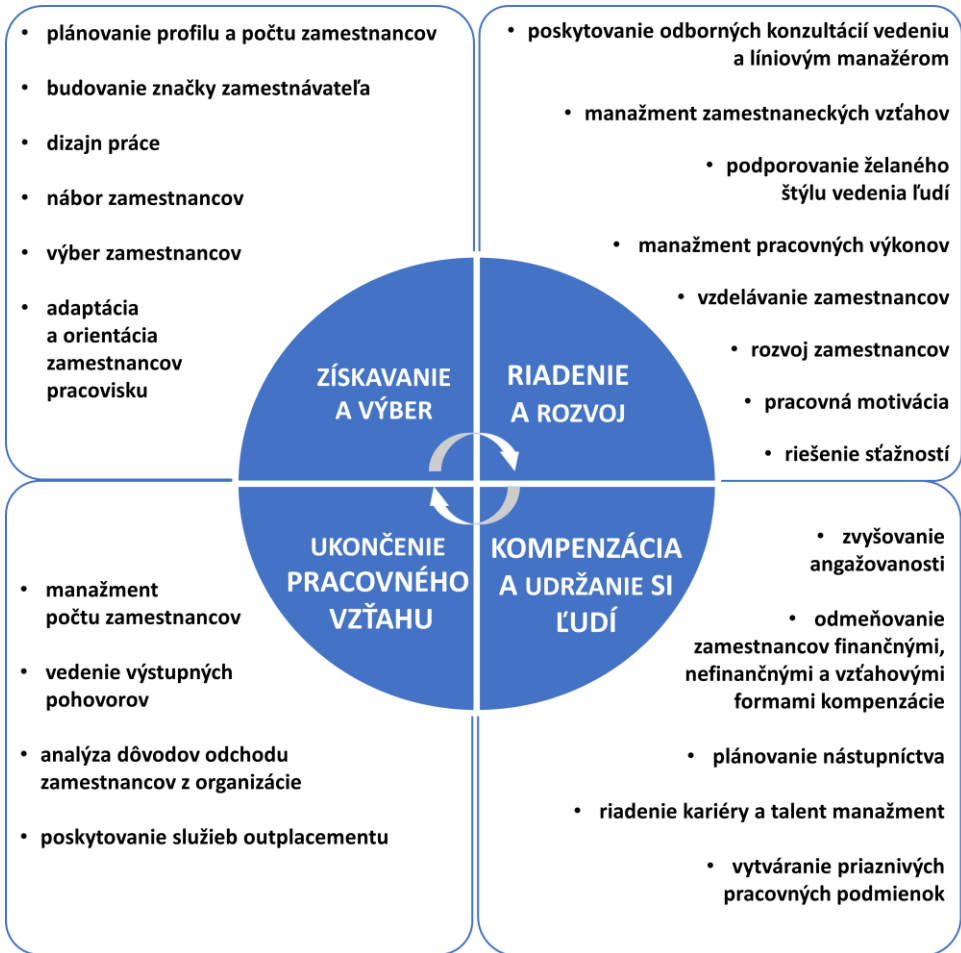 • plánovanie profilu a počtu zamestnancov
• budovanie značky zamestnávateľa
• dizajn práce
• nábor zamestnancov
• výber zamestnancov
• adaptácia
a orientácia
zamestnancov
pracovisku
• poskytovanie odborných konzultácií vedeniu
a líniovým manažérom
• manažment zamestnaneckých vzťahov
• podporovanie želaného
štýlu vedenia ľudí
• manažment pracovných výkonov
• vzdelávanie zamestnancov
• rozvoj zamestnancov
• pracovná motivácia
• riešenie sťažností
ZÍSKAVANIE
A VÝBER
RIADENIE
A ROZVOJ
UKONČENIE
PRACOVNÉHO
VZŤAHU
KOMPENZÁCIA
A UDRŽANIE SI
ĽUDÍ
• manažment
počtu zamestnancov
• vedenie výstupných
pohovorov
• analýza dôvodov odchodu
zamestnancov z organizácie
• poskytovanie služieb outplacementu
• zvyšovanie
angažovanosti
• odmeňovanie
zamestnancov finančnými,
nefinančnými a vzťahovými
formami kompenzácie
• plánovanie nástupníctva
• riadenie kariéry a talent manažment
• vytváranie priaznivých
pracovných podmienok